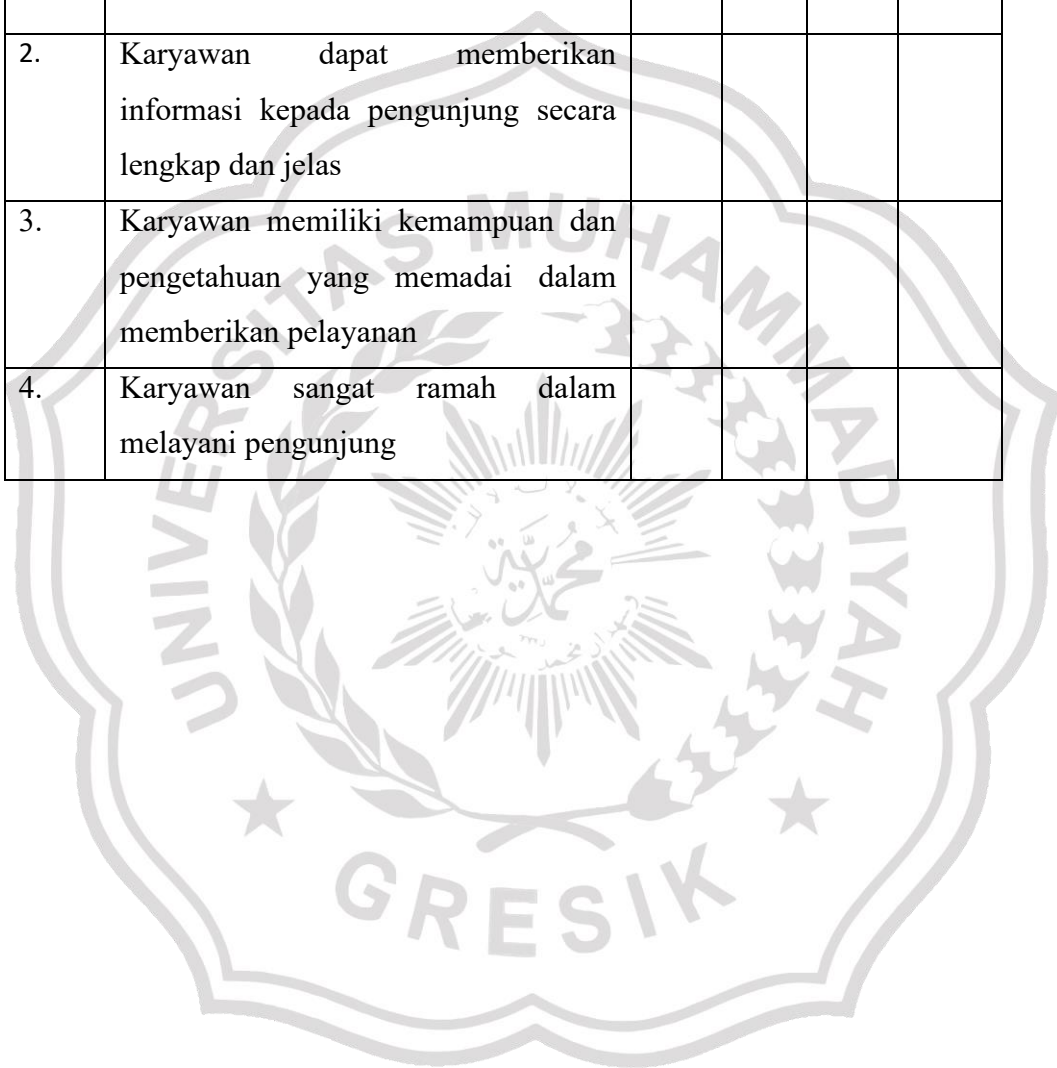 2. Karyawan dapat memberikan
informasi kepada pengunjung secara
lengkap dan jelas
3. Karyawan memiliki kemampuan dan
pengetahuan yang memadai dalam
memberikan pelayanan
4. Karyawan sangat ramah dalam
melayani pengunjung
UNIVERSITAS MUHAMMADIYAH
GRESIK
محمد